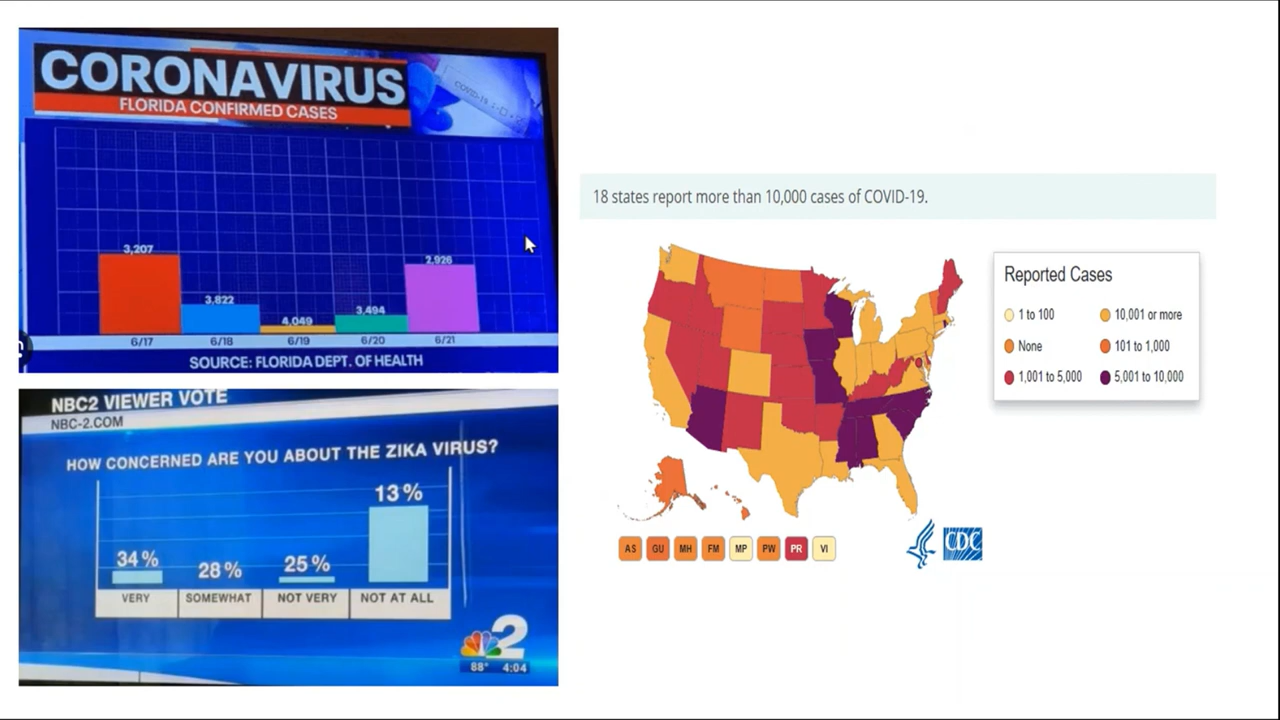 CORONAVIRUS
FLORIDA CONFIRMED CASES
COVID-19
3,207
3,822
4,049
3,494
2,926
6/17
6/18
6/19
6/20
6/21
SOURCE: FLORIDA DEPT. OF HEALTH
NBC2 VIEWER VOTE
NBC-2.COM
HOW CONCERNED ARE YOU ABOUT THE ZIKA VIRUS?
34%
28%
25%
13%
VERY
SOMEWHAT
NOT VERY
NOT AT ALL
2
88° 4:04
18 states report more than 10,000 cases of COVID-19.
Reported Cases
1 to 100
10,001 or more
None
101 to 1,000
1,001 to 5,000
5,001 to 10,000
AS GU MH FM MP PW PR VI
CDC